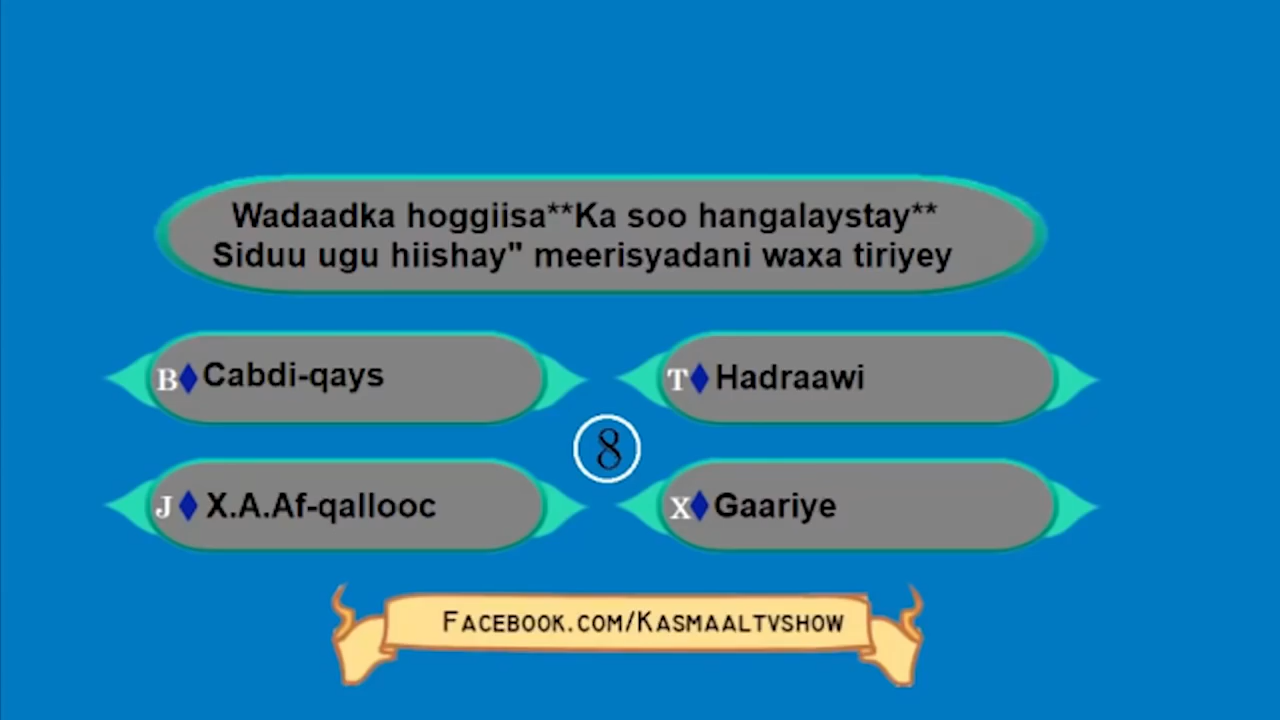 Wadaadka hoggiisa**Ka soo hangalaystay**
Siduu ugu hiishay" meerisyadani waxa tiriyey
B Cabdi-qays
T Hadraawi
8
J X.A.Af-qallooc
X Gaariye
Facebook.com/Kasmaaltvshow